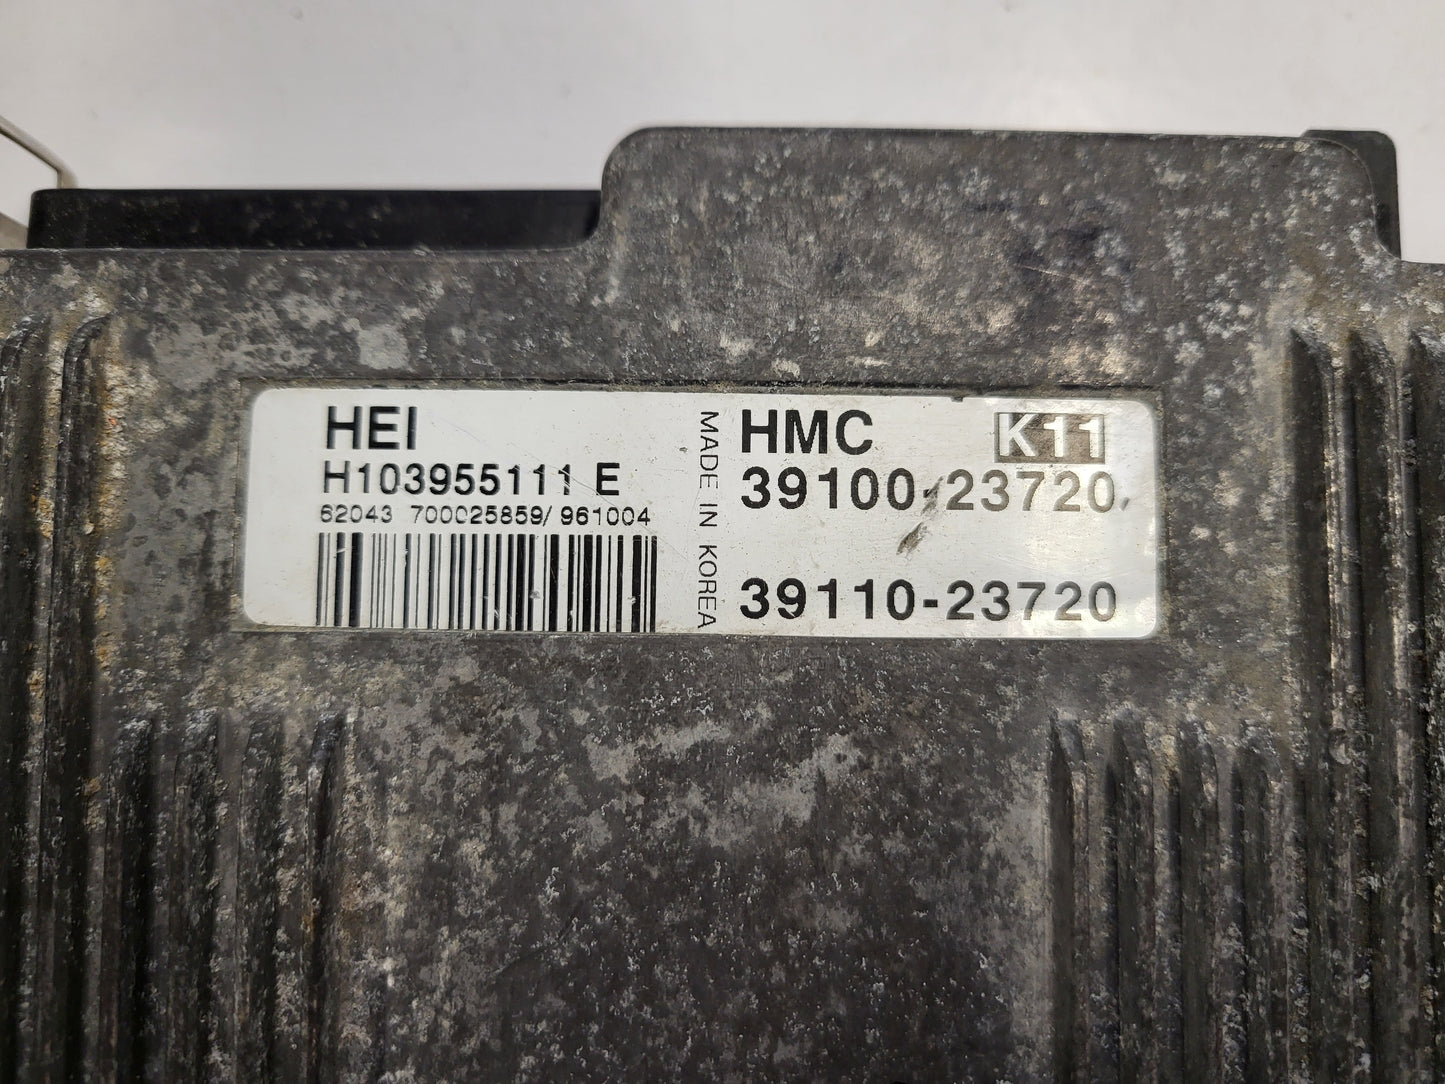 HEI
H103955111 E
62043 700025859/ 961004
MADE IN KOREA
HMC K11
39100-23720
39110-23720